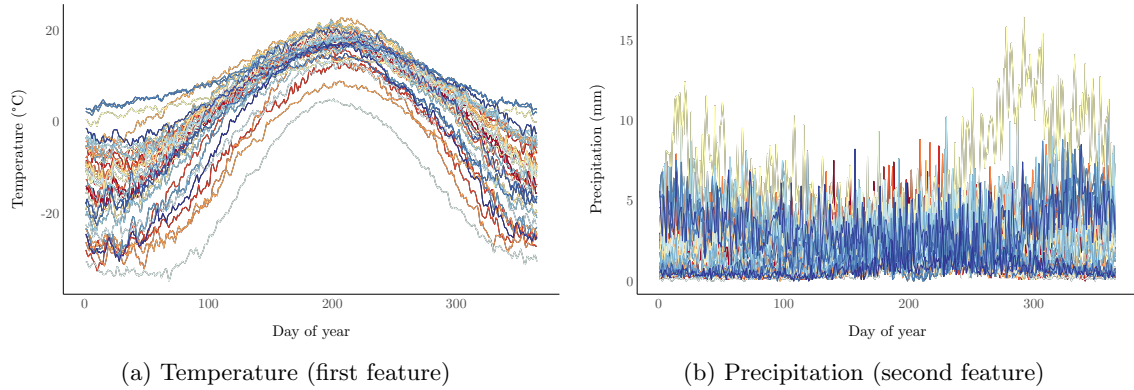 20
0
-20
Temperature (°C)
0
100
200
300
Day of year
(a) Temperature (first feature)
15
10
5
0
Precipitation (mm)
0
100
200
300
Day of year
(b) Precipitation (second feature)